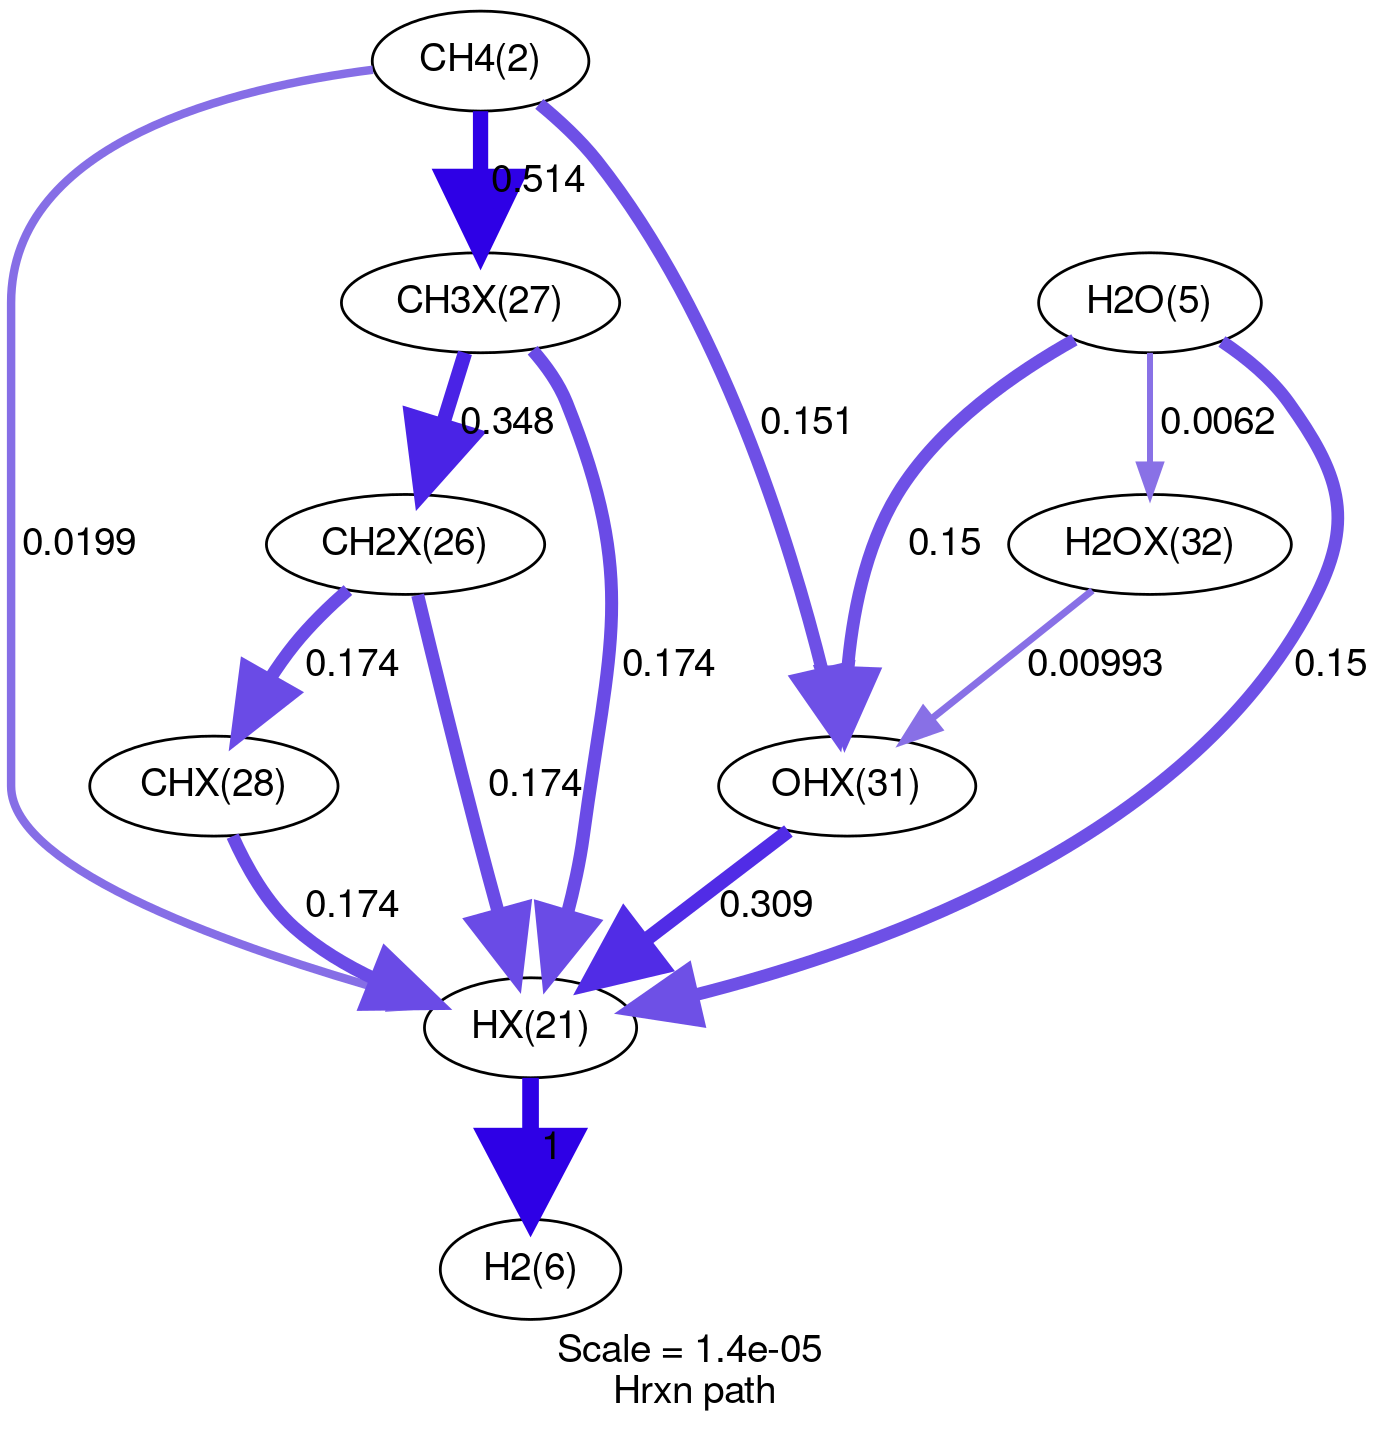 CH4(2)
0.514
CH3X(27)
H2O(5)
0.348
0.151
0.0062
0.0199
CH2X(26)
0.15
H2OX(32)
0.174
0.174
0.00993
0.15
CHX(28)
0.174
OHX(31)
0.174
0.309
HX(21)
1
H2(6)
Scale = 1.4e-05
Hrxn path